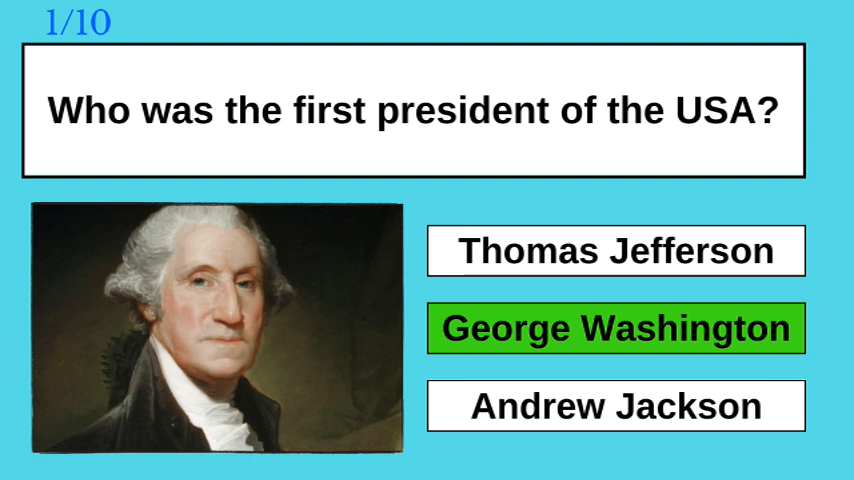 1/10
Who was the first president of the USA?
Thomas Jefferson
George Washington
Andrew Jackson